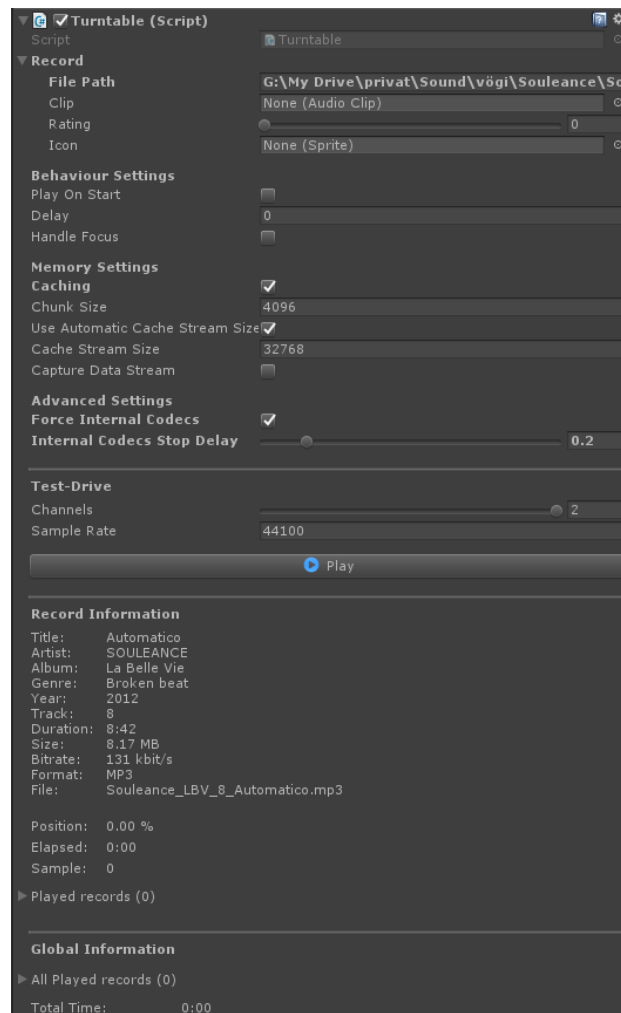 Turntable (Script)
Script Turntable
Record
File Path G:\My Drive\privat\Sound\vögi\Souleance\So
Clip None (Audio Clip)
Rating 0
Icon None (Sprite)
Behaviour Settings
Play On Start
Delay 0
Handle Focus
Memory Settings
Caching
Chunk Size 4096
Use Automatic Cache Stream Size
Cache Stream Size 32768
Capture Data Stream
Advanced Settings
Force Internal Codecs
Internal Codecs Stop Delay 0.2
Test-Drive
Channels 2
Sample Rate 44100
Play
Record Information
Title: Automatico
Artist: SOULEANCE
Album: La Belle Vie
Genre: Broken beat
Year: 2012
Track: 8
Duration: 8:42
Size: 8.17 MB
Bitrate: 131 kbit/s
Format: MP3
File: Souleance_LBV_8_Automatico.mp3
Position: 0.00 %
Elapsed: 0:00
Sample: 0
Played records (0)
Global Information
All Played records (0)
Total Time: 0:00